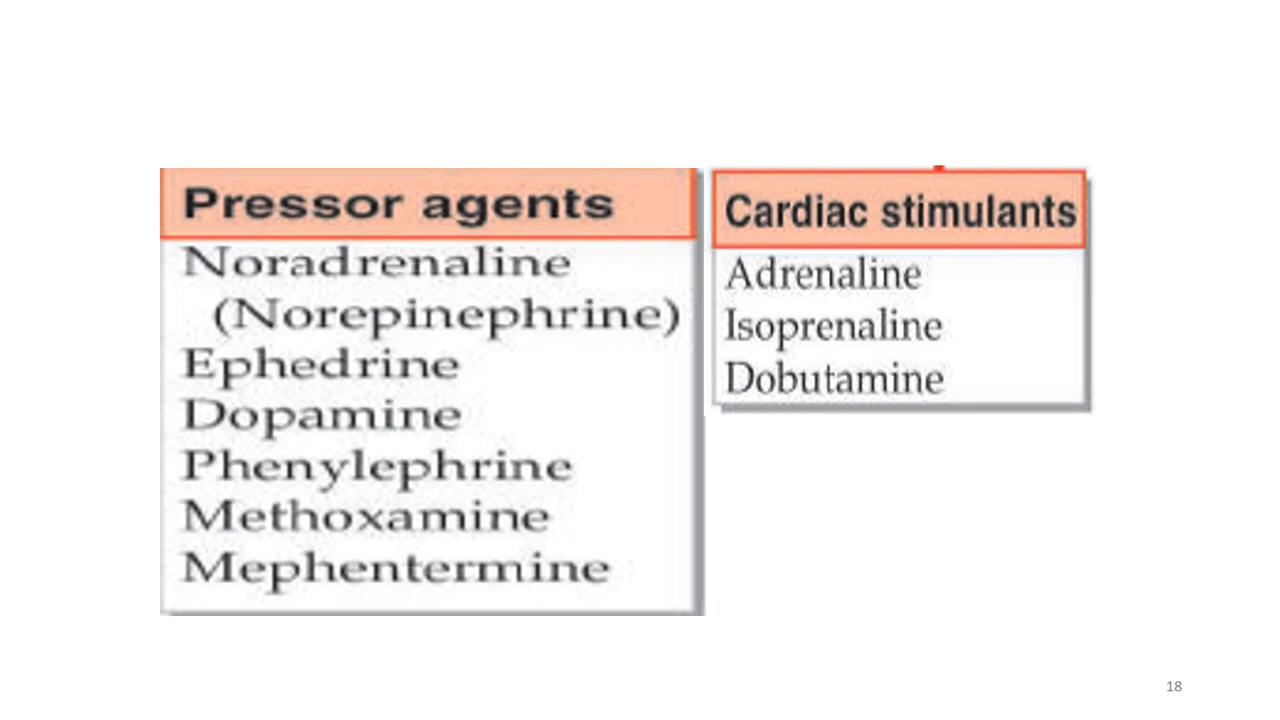 Pressor agents
Noradrenaline
(Norepinephrine)
Ephedrine
Dopamine
Phenylephrine
Methoxamine
Mephentermine
Cardiac stimulants
Adrenaline
Isoprenaline
Dobutamine
18